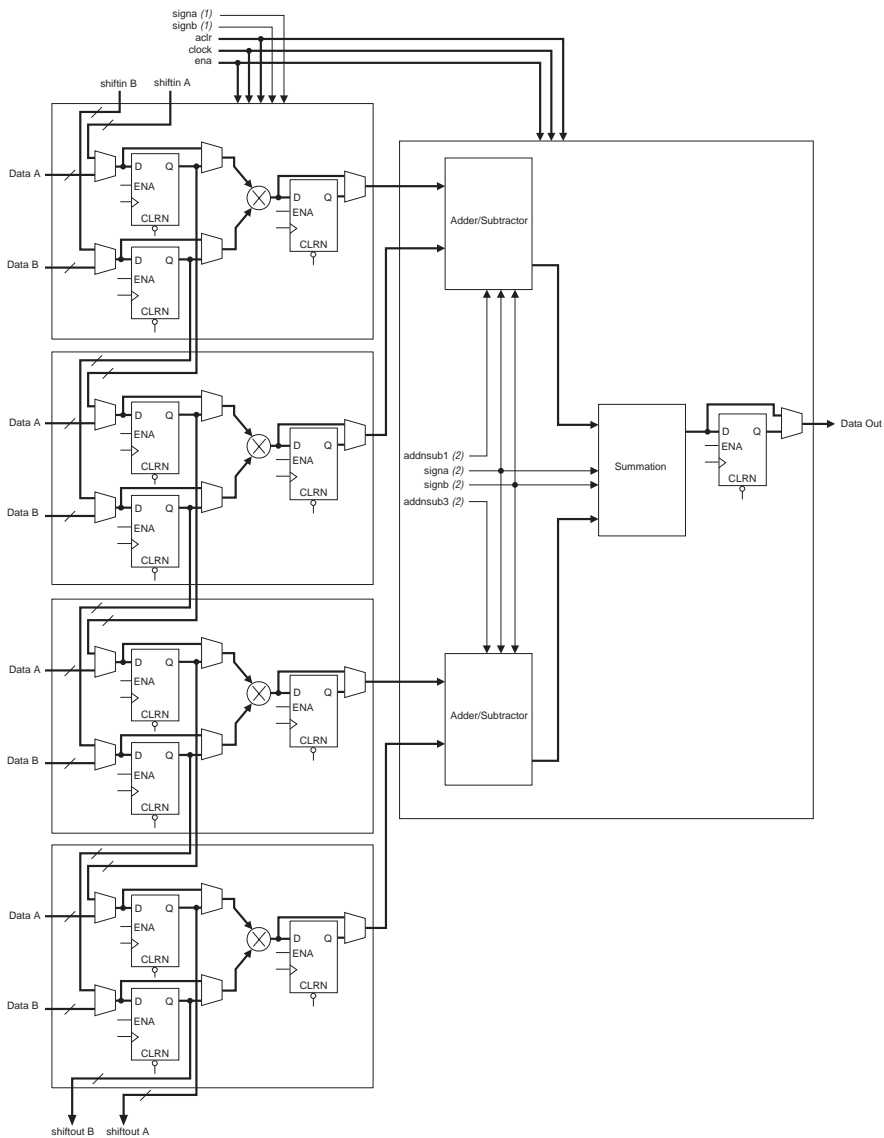 signa (1)
signb (1)
aclr
clock
ena
shiftin B
shiftin A
Data A
D Q
ENA
CLRN
D Q
ENA
CLRN
Data B
D Q
ENA
CLRN
Adder/Subtractor
Data A
D Q
ENA
CLRN
D Q
ENA
CLRN
Data B
D Q
ENA
CLRN
addnsub1 (2)
signa (2)
signb (2)
addnsub3 (2)
Summation
D Q
ENA
CLRN
Data Out
Data A
D Q
ENA
CLRN
D Q
ENA
CLRN
Data B
D Q
ENA
CLRN
Adder/Subtractor
Data A
D Q
ENA
CLRN
D Q
ENA
CLRN
Data B
D Q
ENA
CLRN
shiftout B
shiftout A